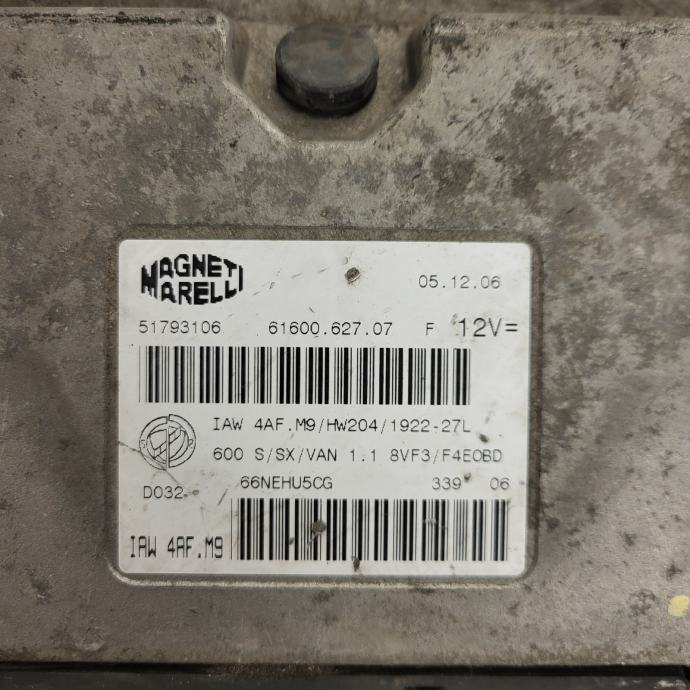 MAGNETI MARELLI
05.12.06
51793106 61600.627.07 F 12V=
IAW 4AF.M9/HW204/1922-27L
600 S/SX/VAN 1.1 8VF3/F4EOBD
D032 66NEHU5CG 339 06
IAW 4AF.M9